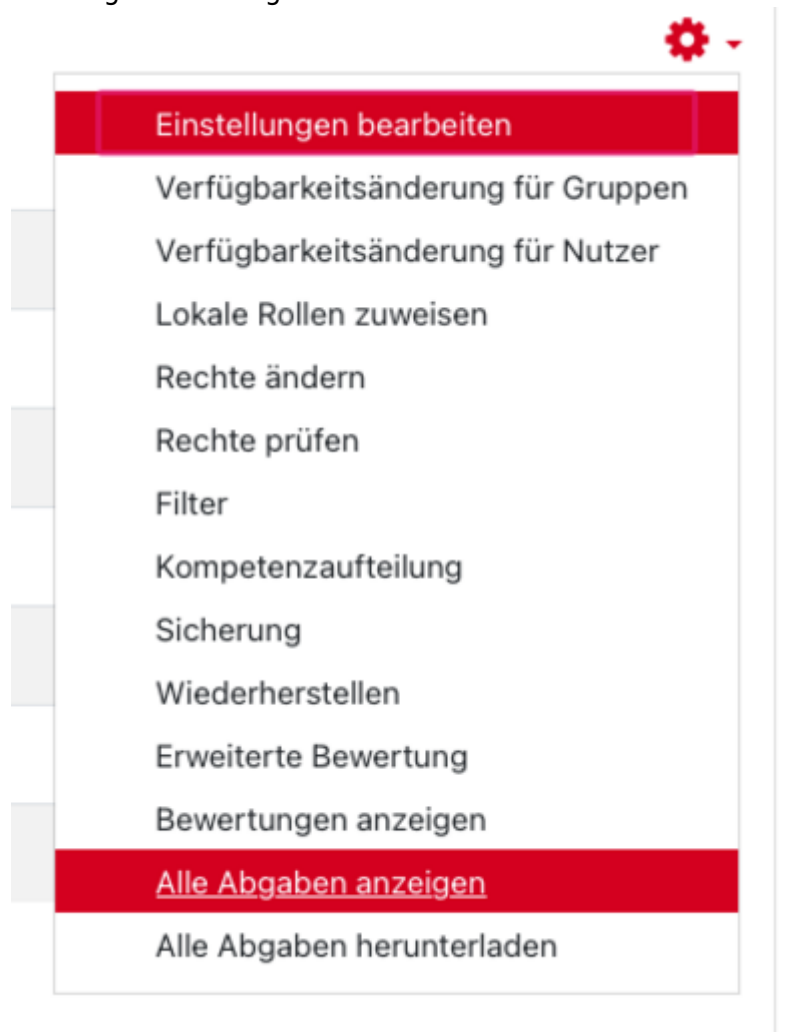 Einstellungen bearbeiten
Verfügbarkeitsänderung für Gruppen
Verfügbarkeitsänderung für Nutzer
Lokale Rollen zuweisen
Rechte ändern
Rechte prüfen
Filter
Kompetenzaufteilung
Sicherung
Wiederherstellen
Erweiterte Bewertung
Bewertungen anzeigen
Alle Abgaben anzeigen
Alle Abgaben herunterladen